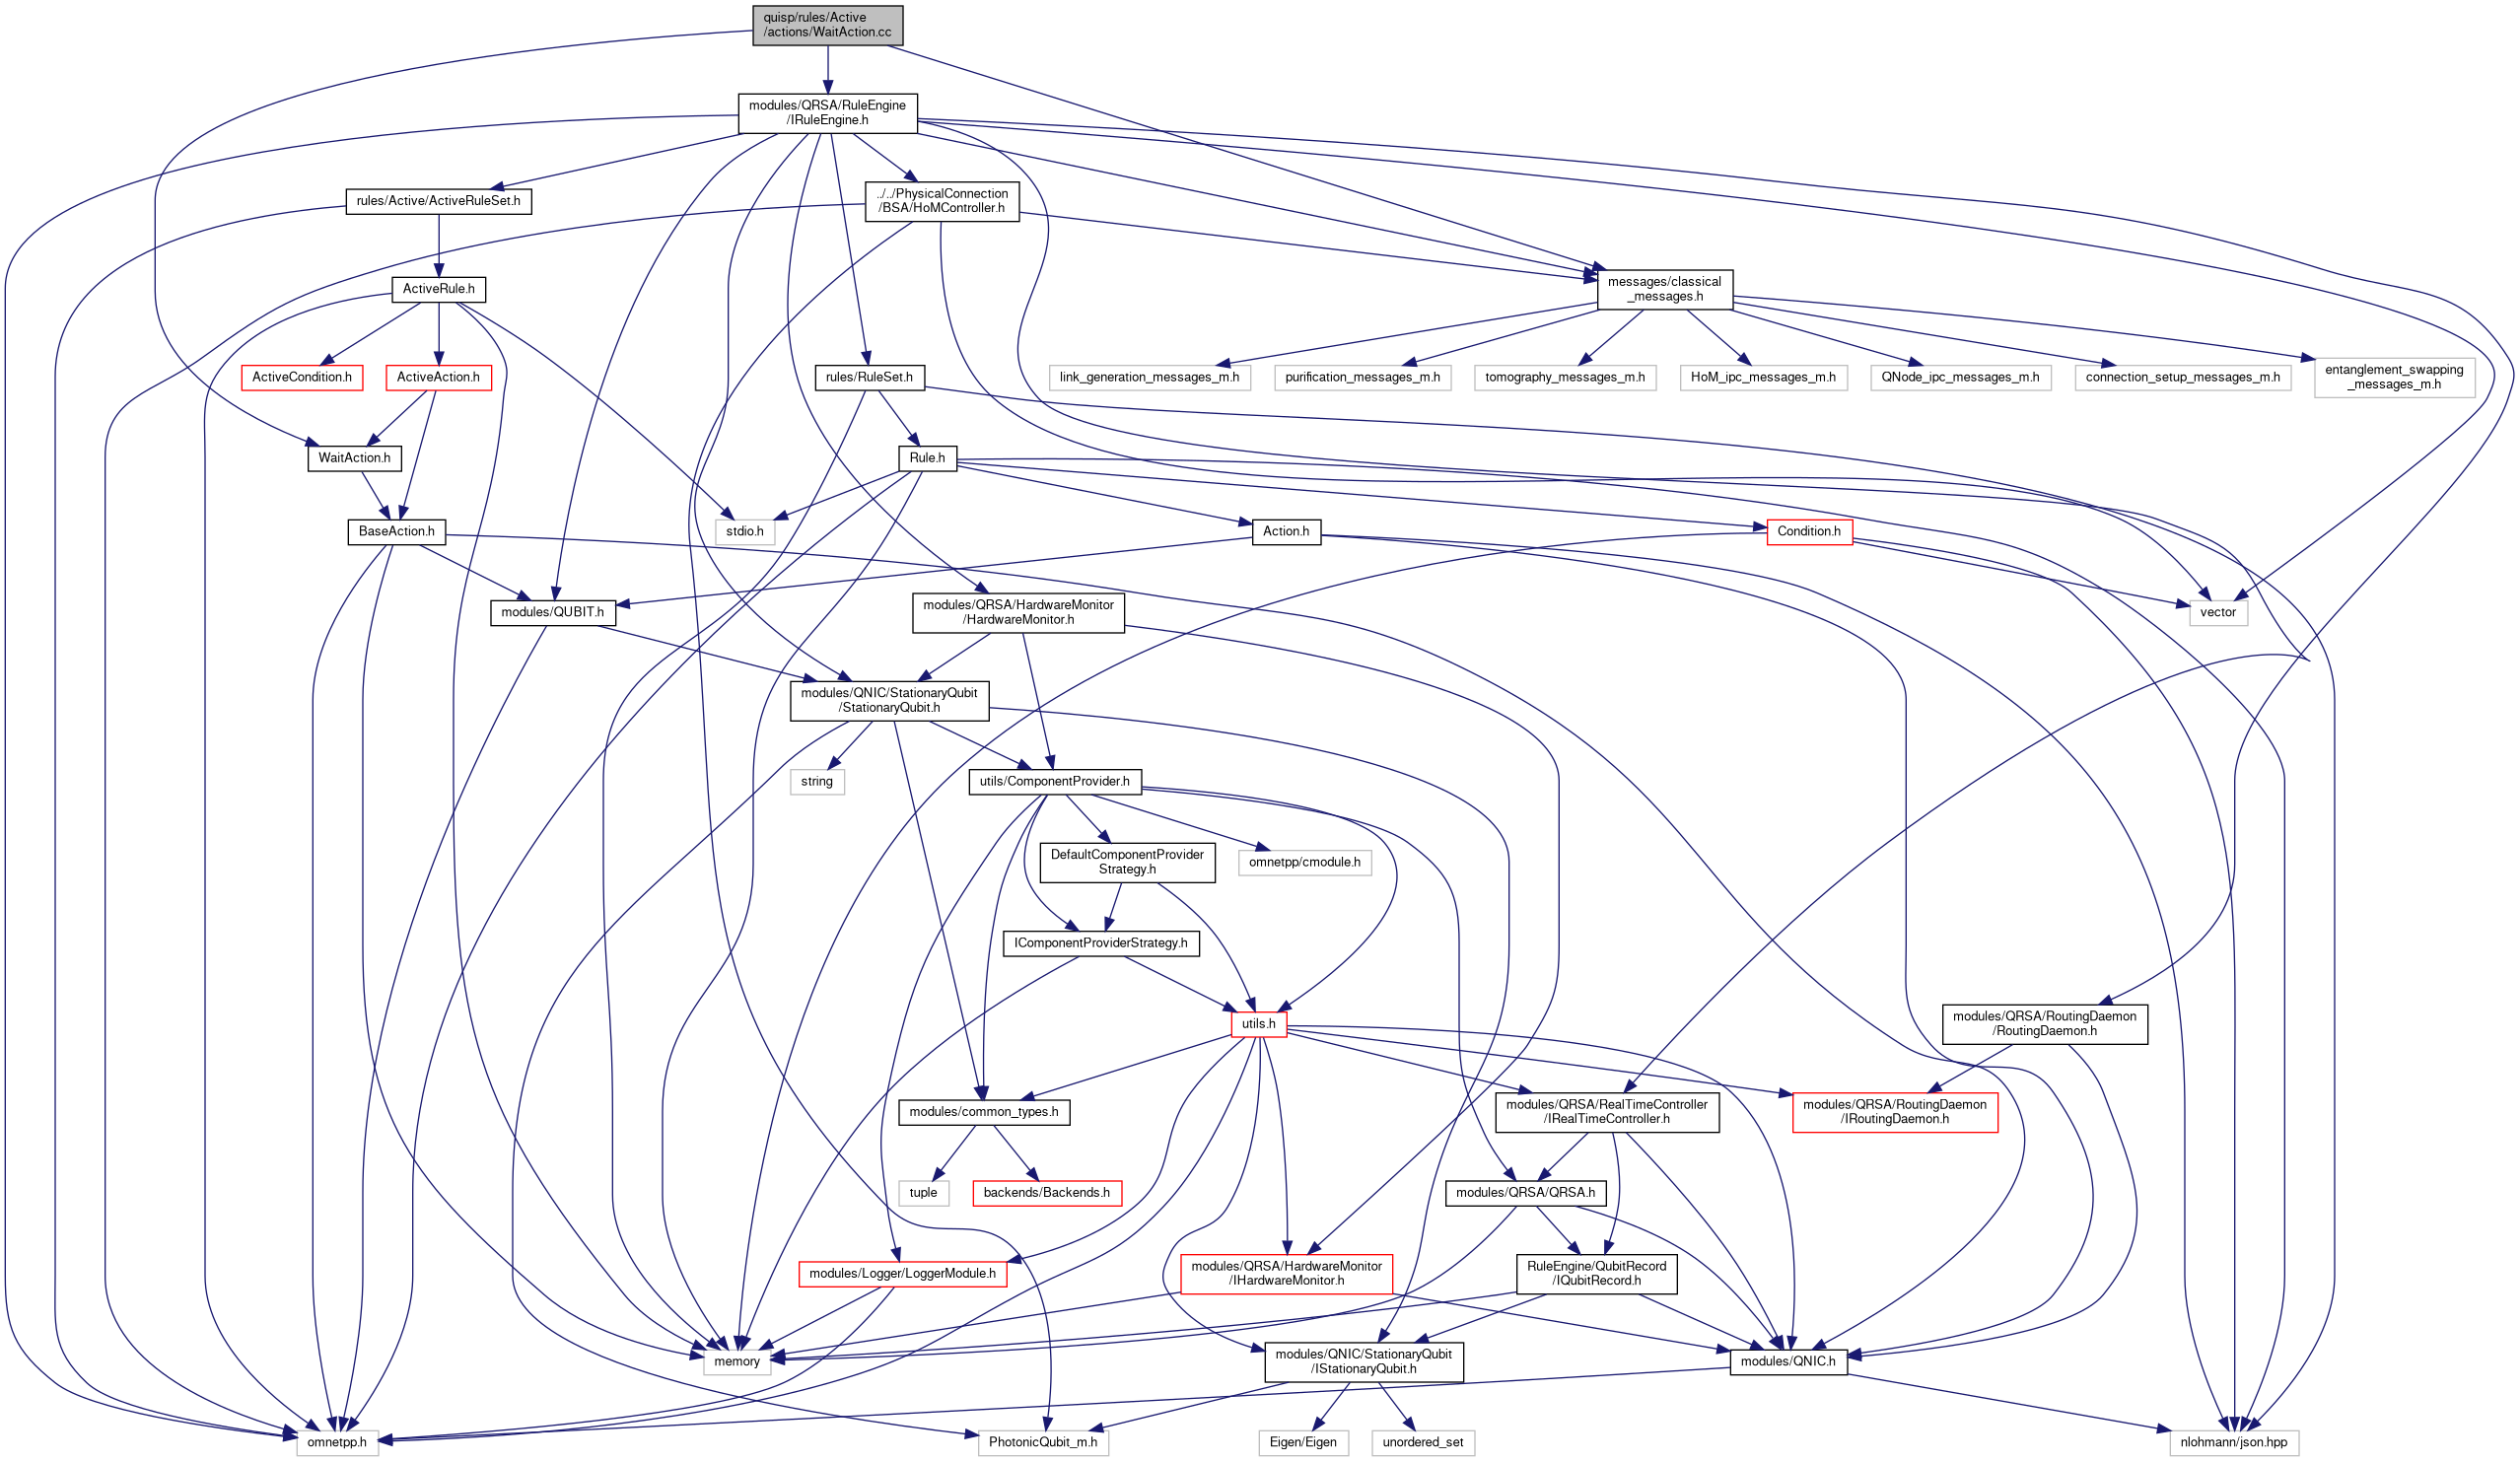 quisp/rules/Active
/actions/WaitAction.cc
modules/QRSA/RuleEngine
/IRuleEngine.h
rules/Active/ActiveRuleSet.h
../../PhysicalConnection
/BSA/HoMController.h
ActiveRule.h
messages/classical
_messages.h
ActiveCondition.h
ActiveAction.h
rules/RuleSet.h
link_generation_messages_m.h
purification_messages_m.h
tomography_messages_m.h
HoM_ipc_messages_m.h
QNode_ipc_messages_m.h
connection_setup_messages_m.h
entanglement_swapping
_messages_m.h
WaitAction.h
Rule.h
BaseAction.h
stdio.h
Action.h
Condition.h
modules/QUBIT.h
modules/QRSA/HardwareMonitor
/HardwareMonitor.h
vector
modules/QNIC/StationaryQubit
/StationaryQubit.h
string
utils/ComponentProvider.h
DefaultComponentProvider
Strategy.h
omnetpp/cmodule.h
IComponentProviderStrategy.h
utils.h
modules/QRSA/RoutingDaemon
/RoutingDaemon.h
modules/common_types.h
modules/QRSA/RealTimeController
/IRealTimeController.h
modules/QRSA/RoutingDaemon
/IRoutingDaemon.h
tuple
backends/Backends.h
modules/QRSA/QRSA.h
modules/Logger/LoggerModule.h
modules/QRSA/HardwareMonitor
/IHardwareMonitor.h
RuleEngine/QubitRecord
/IQubitRecord.h
memory
modules/QNIC/StationaryQubit
/IStationaryQubit.h
modules/QNIC.h
omnetpp.h
PhotonicQubit_m.h
Eigen/Eigen
unordered_set
nlohmann/json.hpp